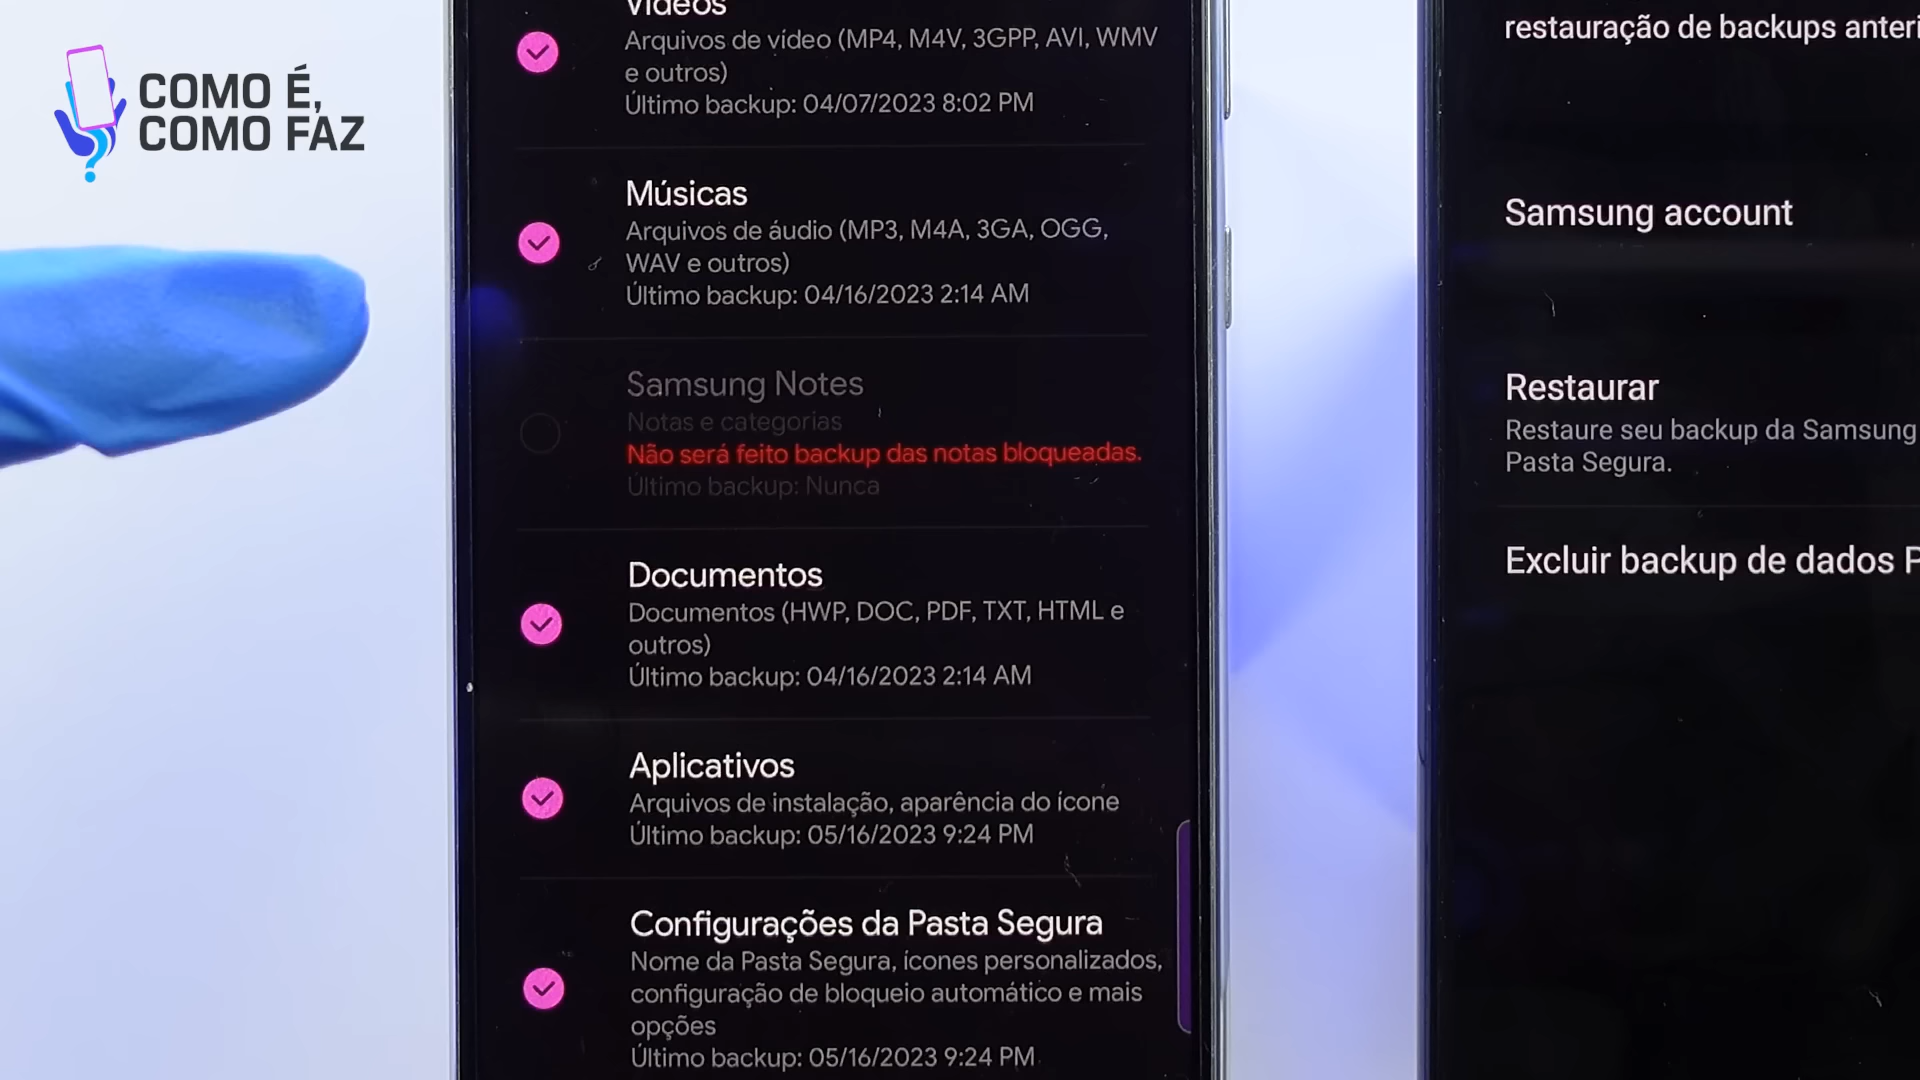 COMO É,
COMO FAZ
Vídeos
Arquivos de vídeo (MP4, M4V, 3GPP, AVI, WMV
e outros)
Último backup: 04/07/2023 8:02 PM
Músicas
Arquivos de áudio (MP3, M4A, 3GA, OGG,
WAV e outros)
Último backup: 04/16/2023 2:14 AM
Samsung Notes
Notas e categorias
Não será feito backup das notas bloqueadas.
Último backup: Nunca
Documentos
Documentos (HWP, DOC, PDF, TXT, HTML e
outros)
Último backup: 04/16/2023 2:14 AM
Aplicativos
Arquivos de instalação, aparência do ícone
Último backup: 05/16/2023 9:24 PM
Configurações da Pasta Segura
Nome da Pasta Segura, ícones personalizados,
configuração de bloqueio automático e mais
opções
Último backup: 05/16/2023 9:24 PM
restauração de backups anteri
Samsung account
Restaurar
Restaure seu backup da Samsung
Pasta Segura.
Excluir backup de dados P